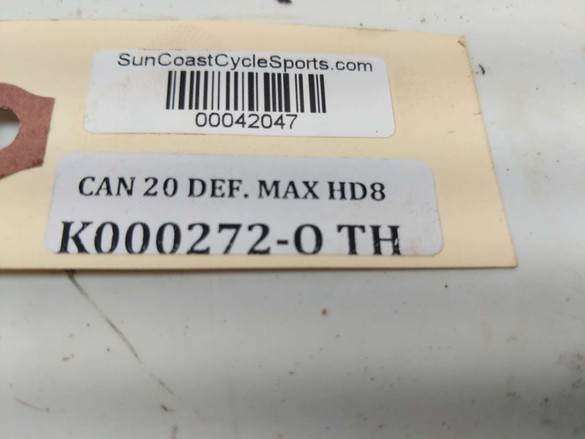 SunCoastCycleSports.com
00042047
CAN 20 DEF. MAX HD8
K000272-O TH